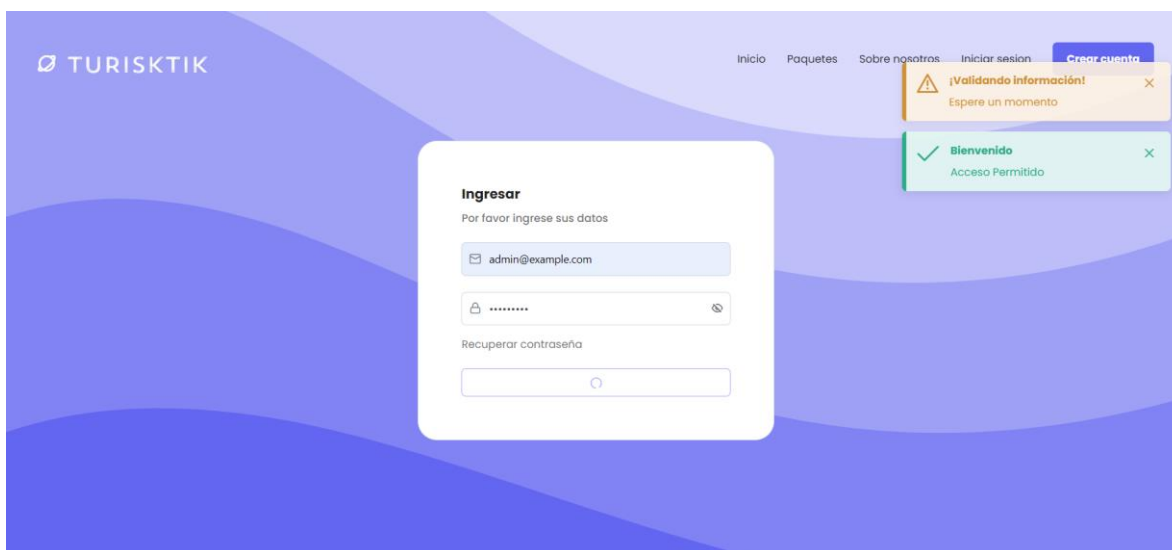 TURISKTIK
Inicio Paquetes Sobre nosotros Iniciar sesion Crear cuenta
¡Validando información!
Espere un momento
Bienvenido
Acceso Permitido
Ingresar
Por favor ingrese sus datos
admin@example.com
•••••••••
Recuperar contraseña